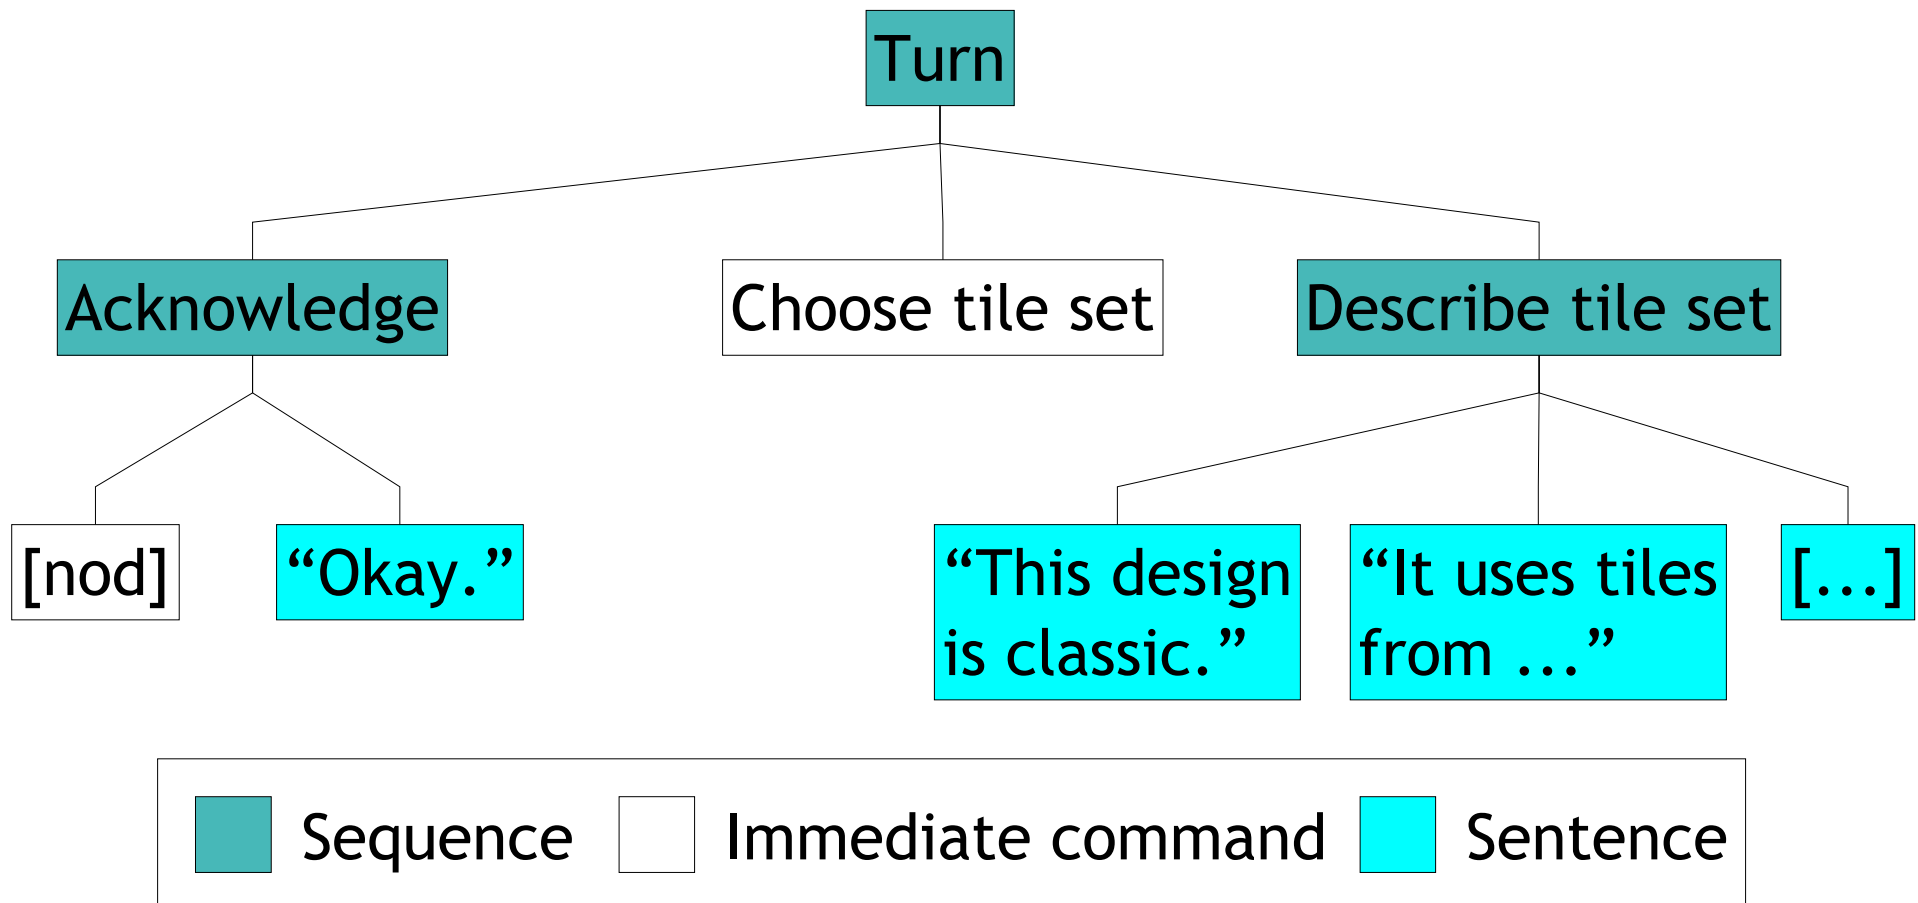 Turn
Acknowledge
Choose tile set
Describe tile set
[nod]
“Okay.”
“This design
is classic.”
“It uses tiles
from ...”
[...]
Sequence
Immediate command
Sentence